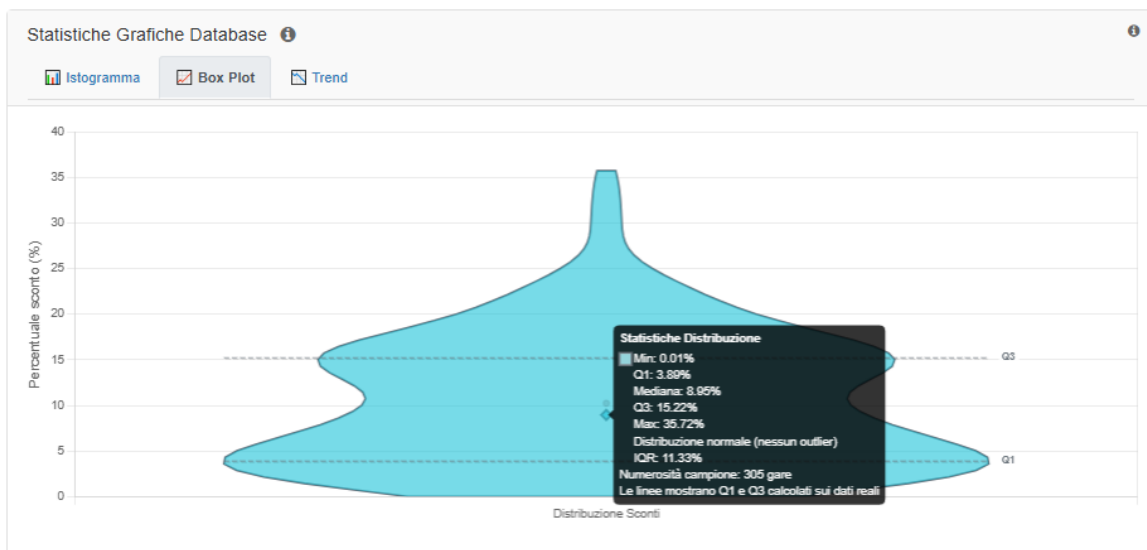 Statistiche Grafiche Database
Istogramma
Box Plot
Trend
40
35
30
25
20
15
10
5
0
Percentuale sconto (%)
Q3
Q1
Statistiche Distribuzione
Min: 0.01%
Q1: 3.89%
Mediana: 8.95%
Q3: 15.22%
Max: 35.72%
Distribuzione normale (nessun outlier)
IQR: 11.33%
Numerosità campione: 305 gare
Le linee mostrano Q1 e Q3 calcolati sui dati reali
Distribuzione Sconti